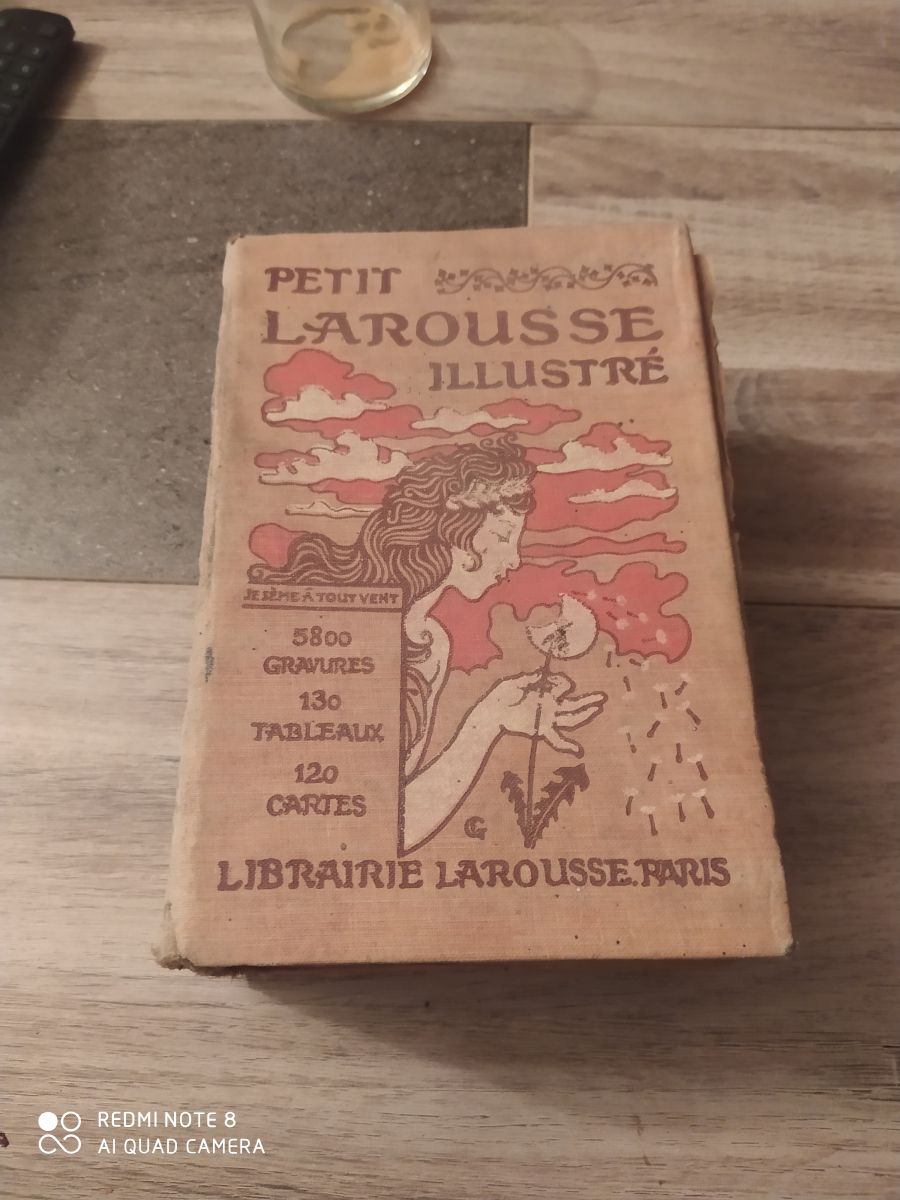 PETIT
LAROUSSE
ILLUSTRÉ
JE SÈME À TOUT VENT
5800
GRAVURES
130
TABLEAUX
120
CARTES
G
LIBRAIRIE LAROUSSE. PARIS
REDMI NOTE 8
AI QUAD CAMERA